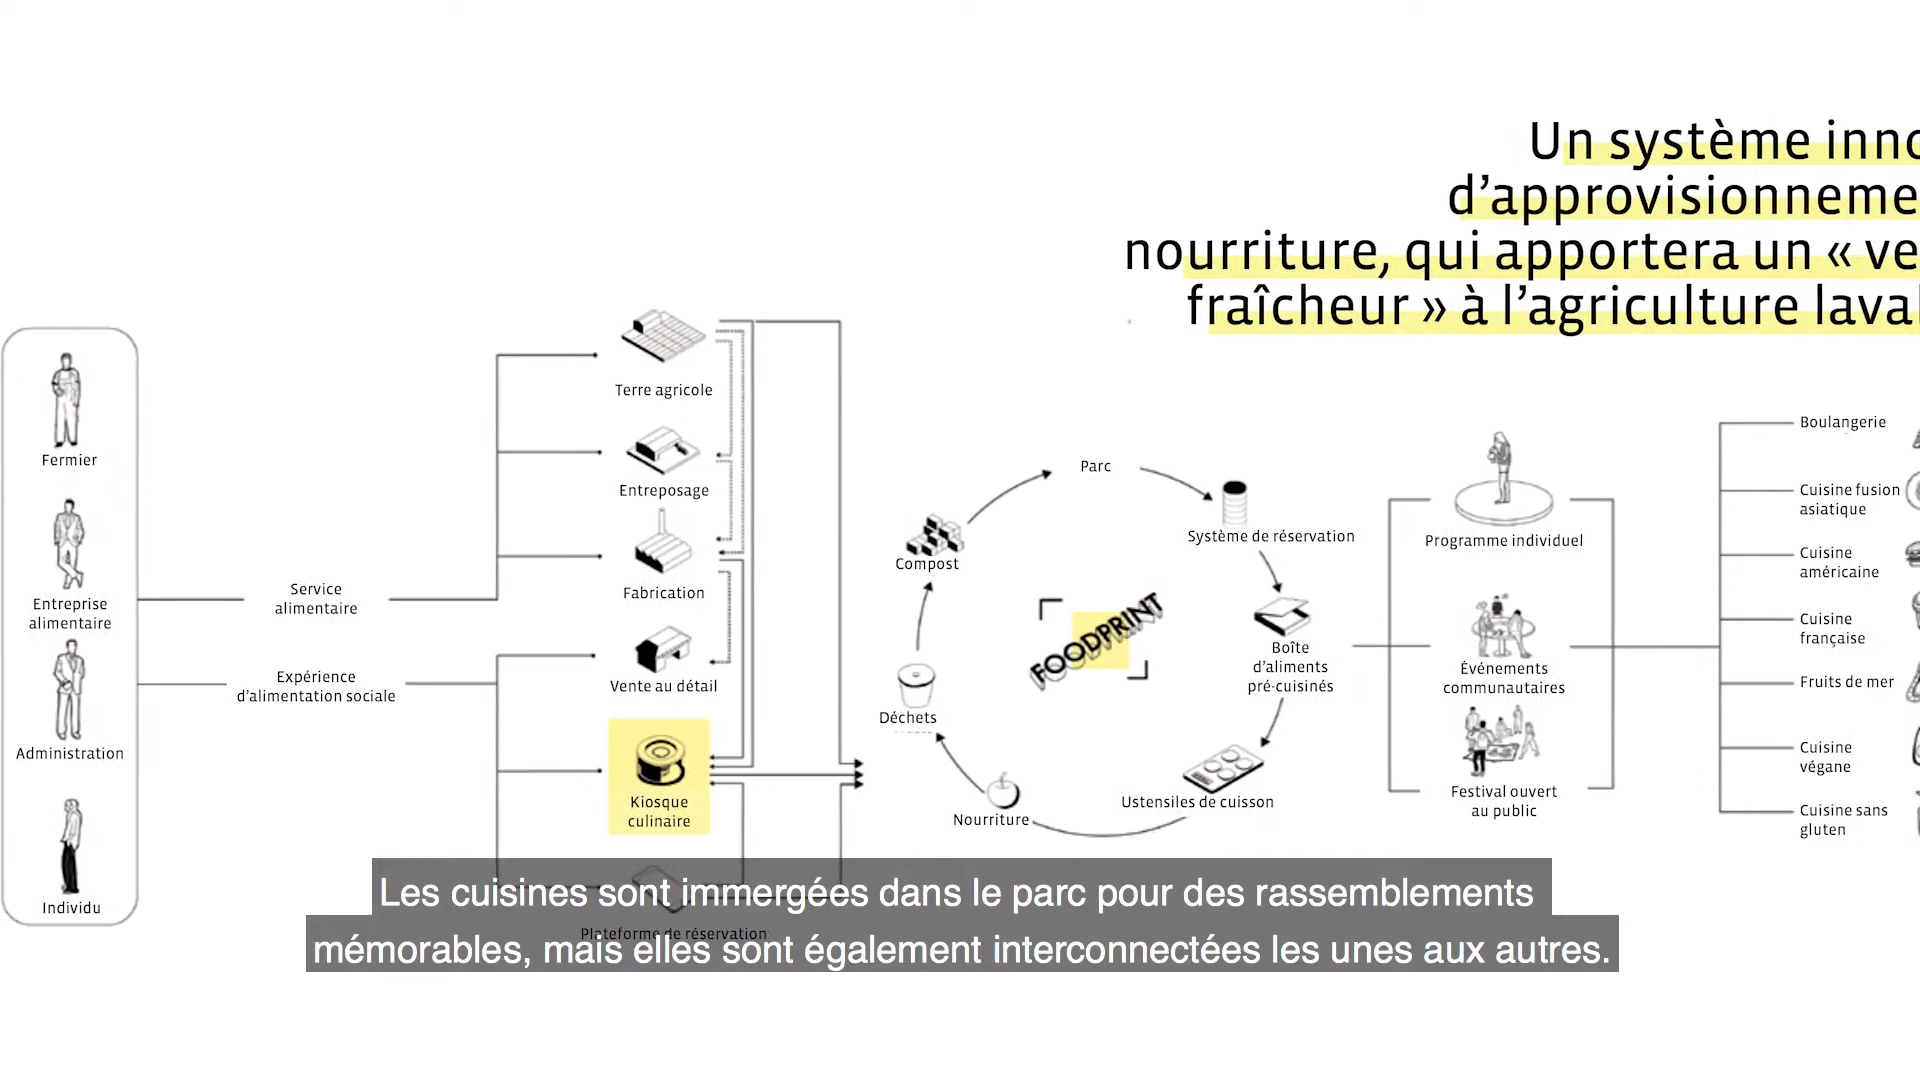 Un système
nourriture, qui apportera un «
fraîcheur » à l'agriculture
Fermier
Entreprise
alimentaire
Administration
Individu
Service
alimentaire
Expérience
d'alimentation sociale
Terre agricole
Entreposage
Fabrication
Vente au détail
Kiosque
culinaire
Plateforme de réservation
Parc
Système de réservation
Boîte
d'aliments
pré-cuisinés
Ustensiles de cuisson
Nourriture
Déchets
Compost
FOODPRINT
Programme individuel
Événements
communautaires
Festival ouvert
au public
Boulangerie
Cuisine fusion
asiatique
Cuisine
américaine
Cuisine
française
Fruits de mer
Cuisine
végane
Cuisine sans
gluten
Les cuisines sont immergées dans le parc pour des rassemblements
mémorables, mais elles sont également interconnectées les unes aux autres.